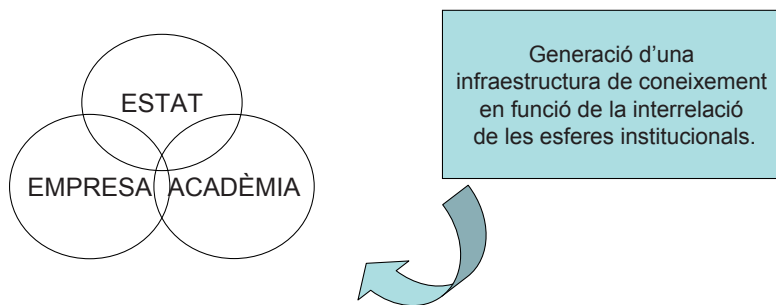 ESTAT
EMPRESA
ACADÈMIA
Generació d’una
infraestructura de coneixement
en funció de la interrelació
de les esferes institucionals.